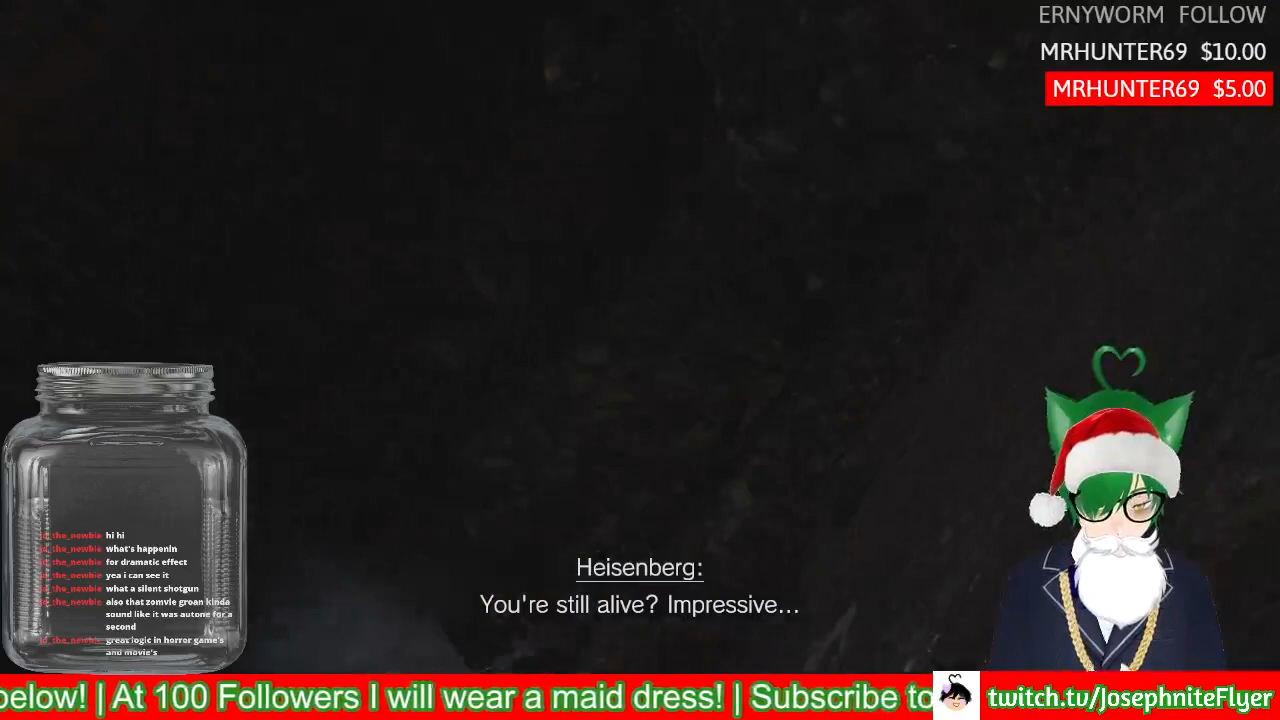 ERNYWORM FOLLOW
MRHUNTER69 $10.00
MRHUNTER69 $5.00
hi hi
what's happenin
for dramatic effect
yea i can see it
what a silent shotgun
also that zomvie groan kinda
sound like it was autone for a
second
great logic in horror game's
and movie's
Heisenberg:
You're still alive? Impressive...
below! | At 100 Followers I will wear a maid dress! | Subscribe to
twitch.tv/JosephniteFlyer